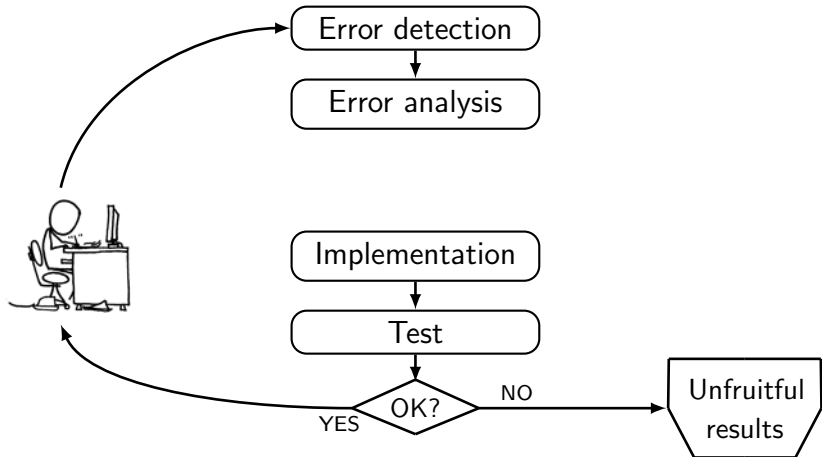 Error detection
Error analysis
Implementation
Test
OK?
YES
NO
Unfruitful
results